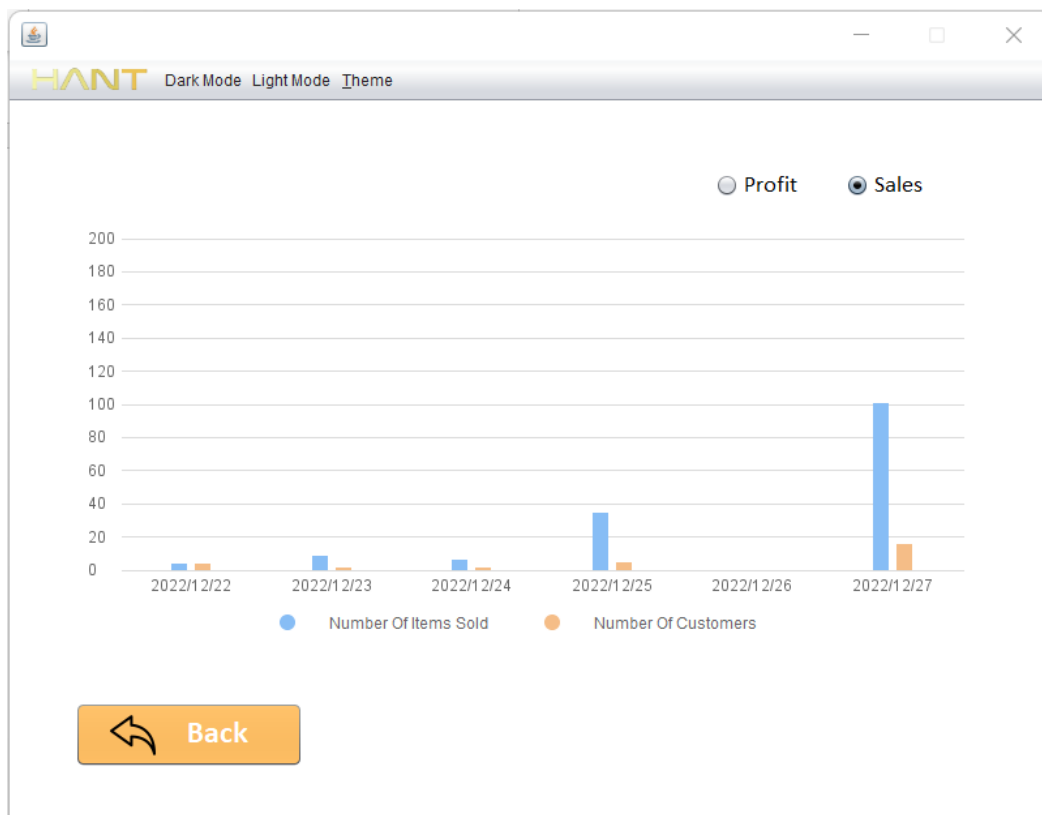 HANT Dark Mode Light Mode Theme
Profit Sales
200
180
160
140
120
100
80
60
40
20
0
2022/12/22 2022/12/23 2022/12/24 2022/12/25 2022/12/26 2022/12/27
Number Of Items Sold Number Of Customers
Back